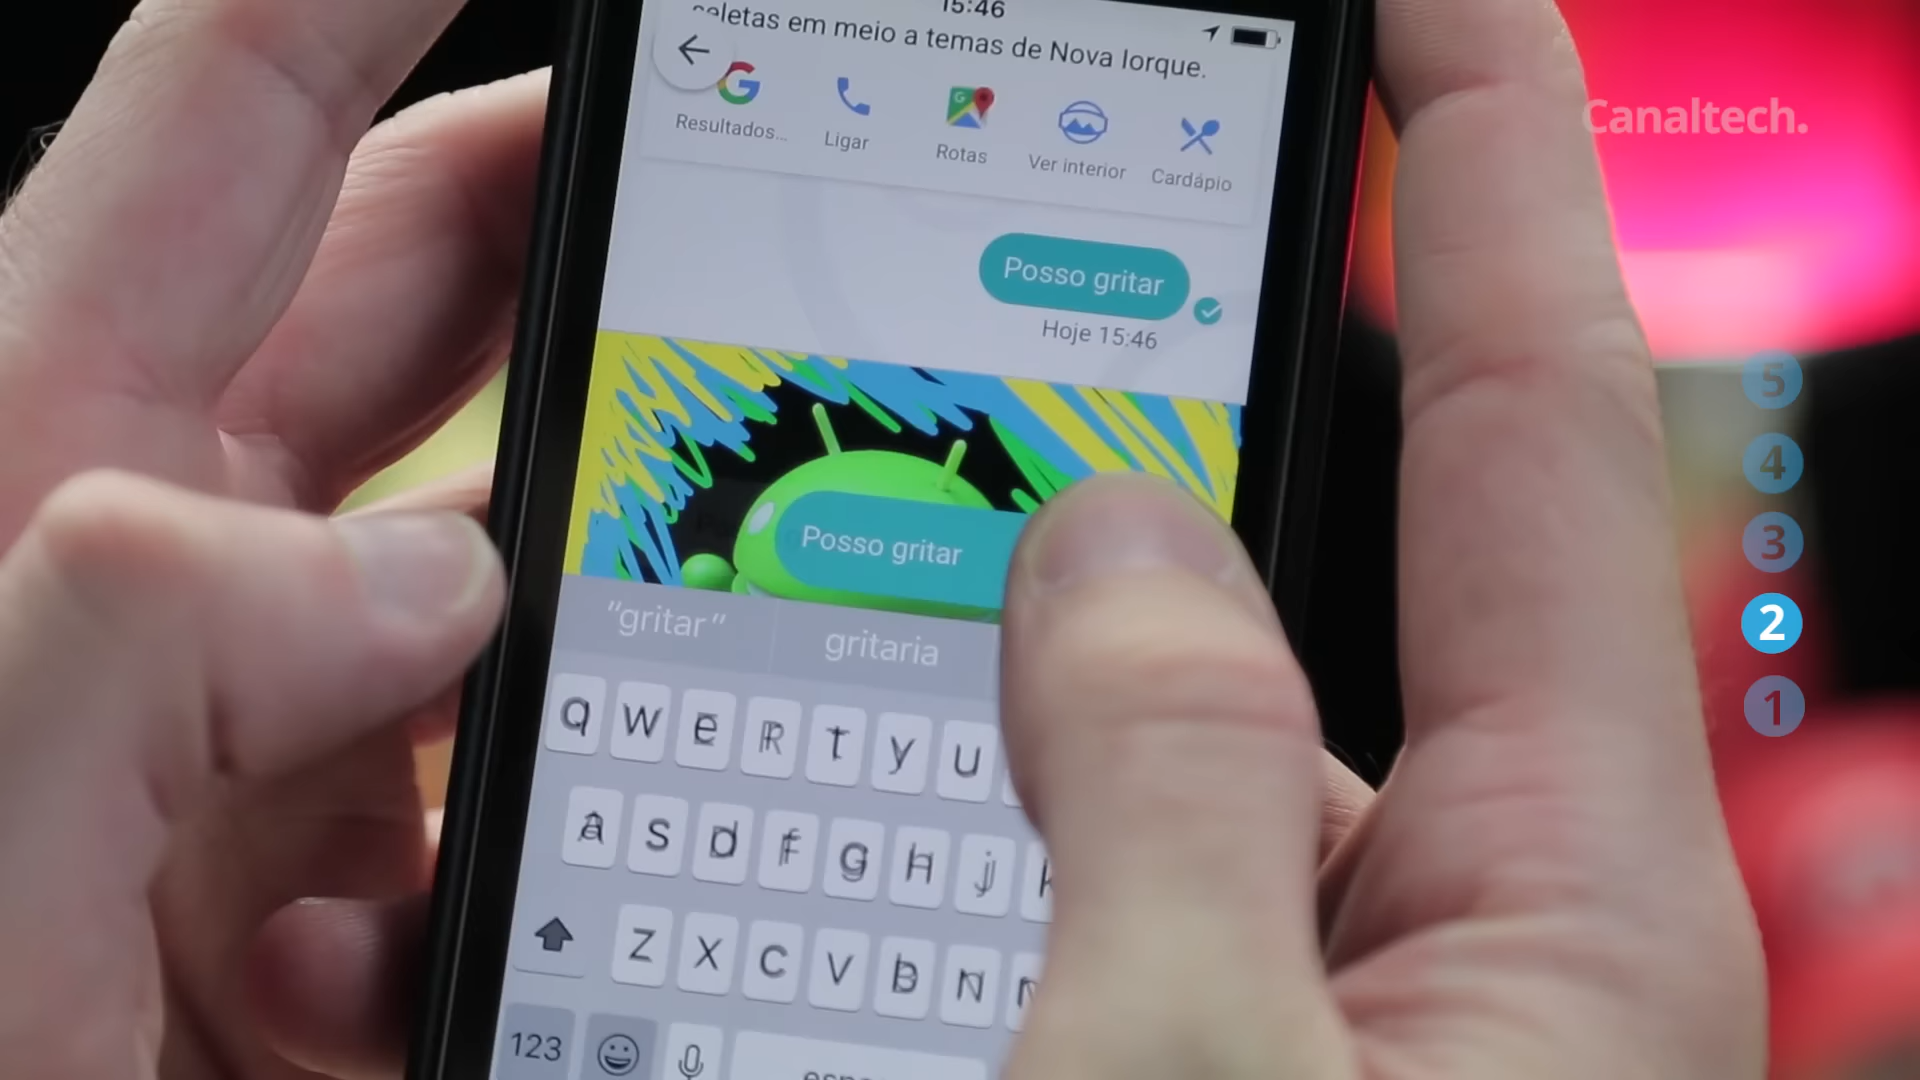 15:46
em meio a temas de Nova Iorque.
Resultados...
Ligar
Rotas
Ver interior
Cardápio
Canaltech.
Posso gritar
Hoje 15:46
Posso gritar
5
4
3
2
1
"gritar"
gritaria
q w e t y u
s g
Z X C V B N
123